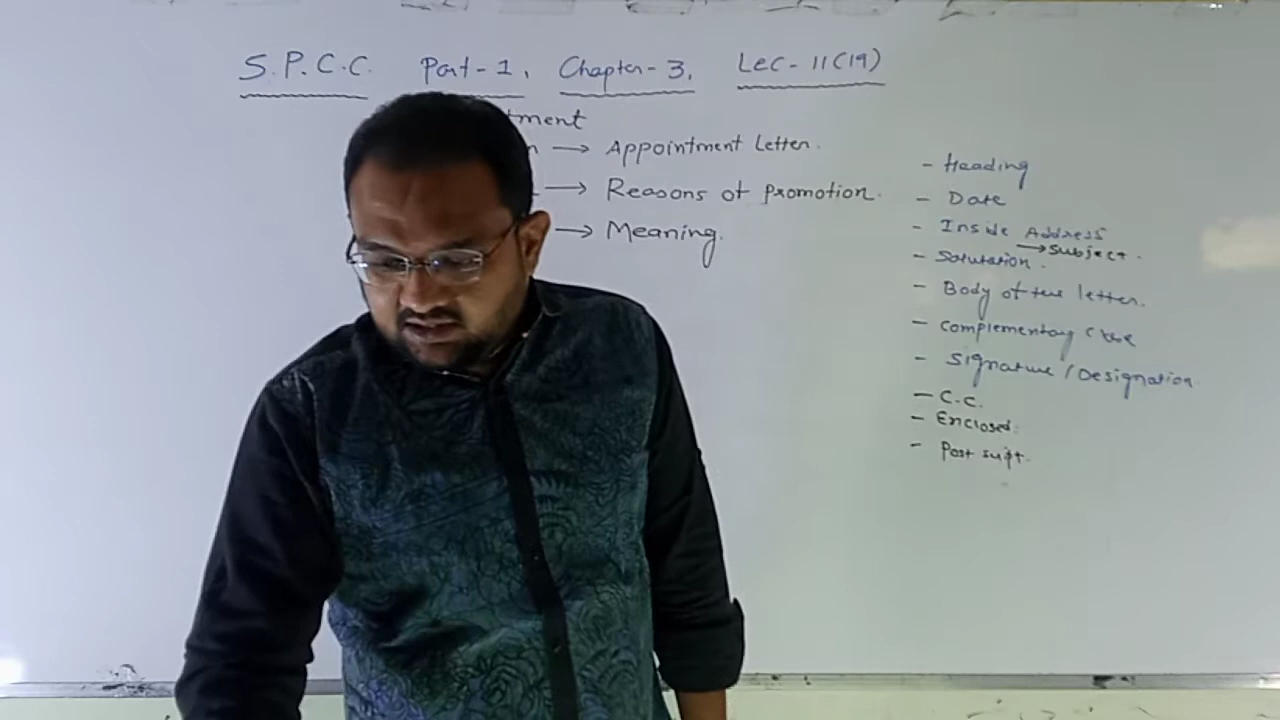 S.P.C.C. Part-1, Chapter-3, Lec-11(19)
tment
n → Appointment Letter.
→ Reasons of promotion.
→ Meaning.
- Heading
- Date
- Inside Address
→ Subject.
- Salutation.
- Body of the letter.
- Complementary Close
- Signature / Designation
- C.C.
- Enclosed.
- Post